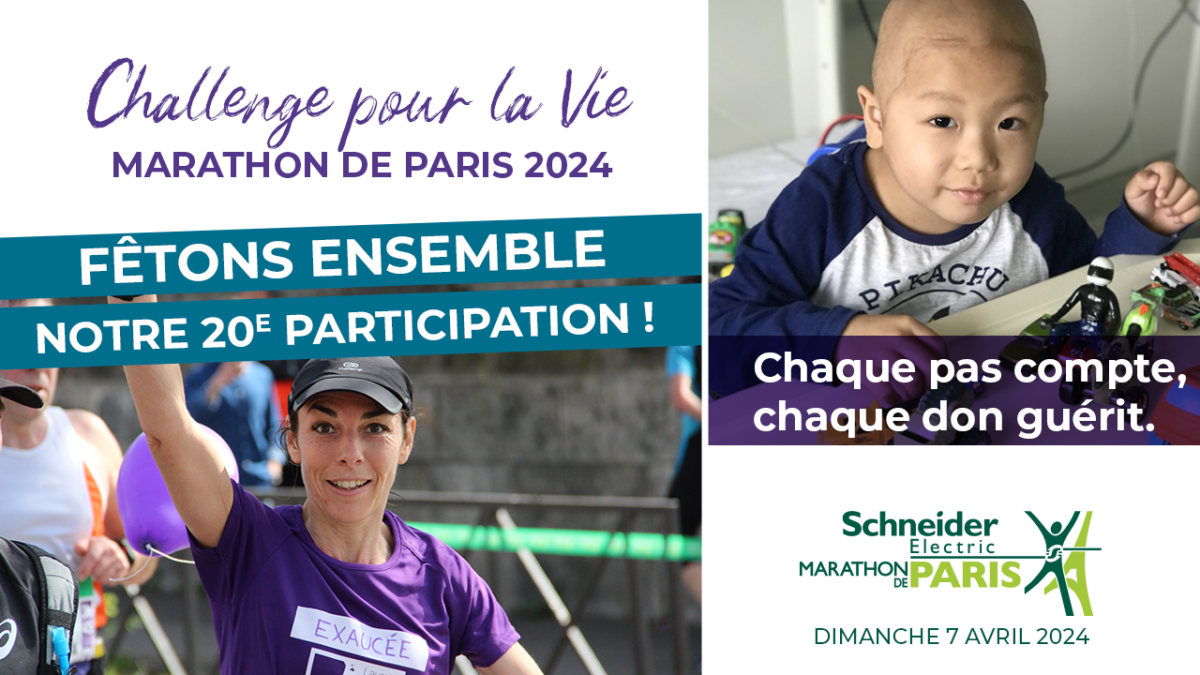 Challenge pour la Vie
MARATHON DE PARIS 2024
FÊTONS ENSEMBLE
NOTRE 20E PARTICIPATION !
EXAUCÉE
PIKACHU
Chaque pas compte,
chaque don guérit.
Schneider
Electric
MARATHON
DE PARIS
DIMANCHE 7 AVRIL 2024